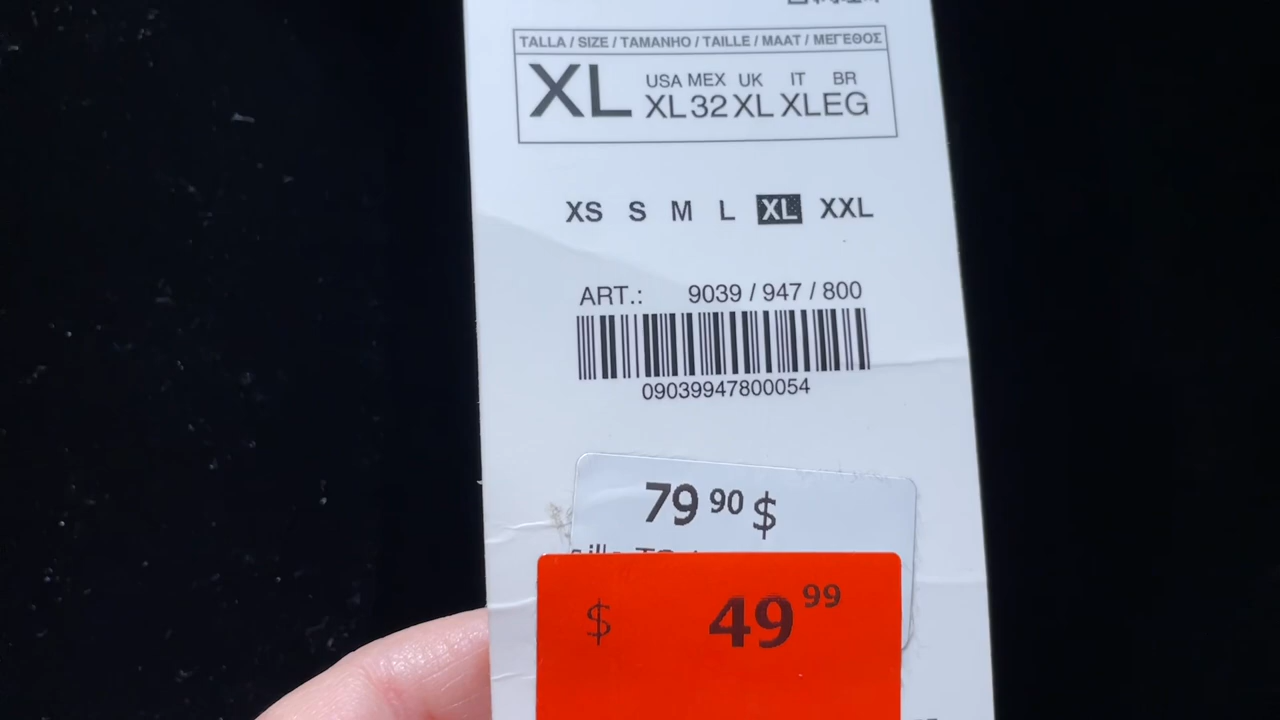 TALLA / SIZE / TAMANHO / TAILLE / MAAT / ΜΕΓΕΘΟΣ
XL
USA MEX UK IT BR
XL 32 XL XL EG
XS S M L XL XXL
ART.: 9039 / 947 / 800
09039947800054
79 90 $
$ 49 99